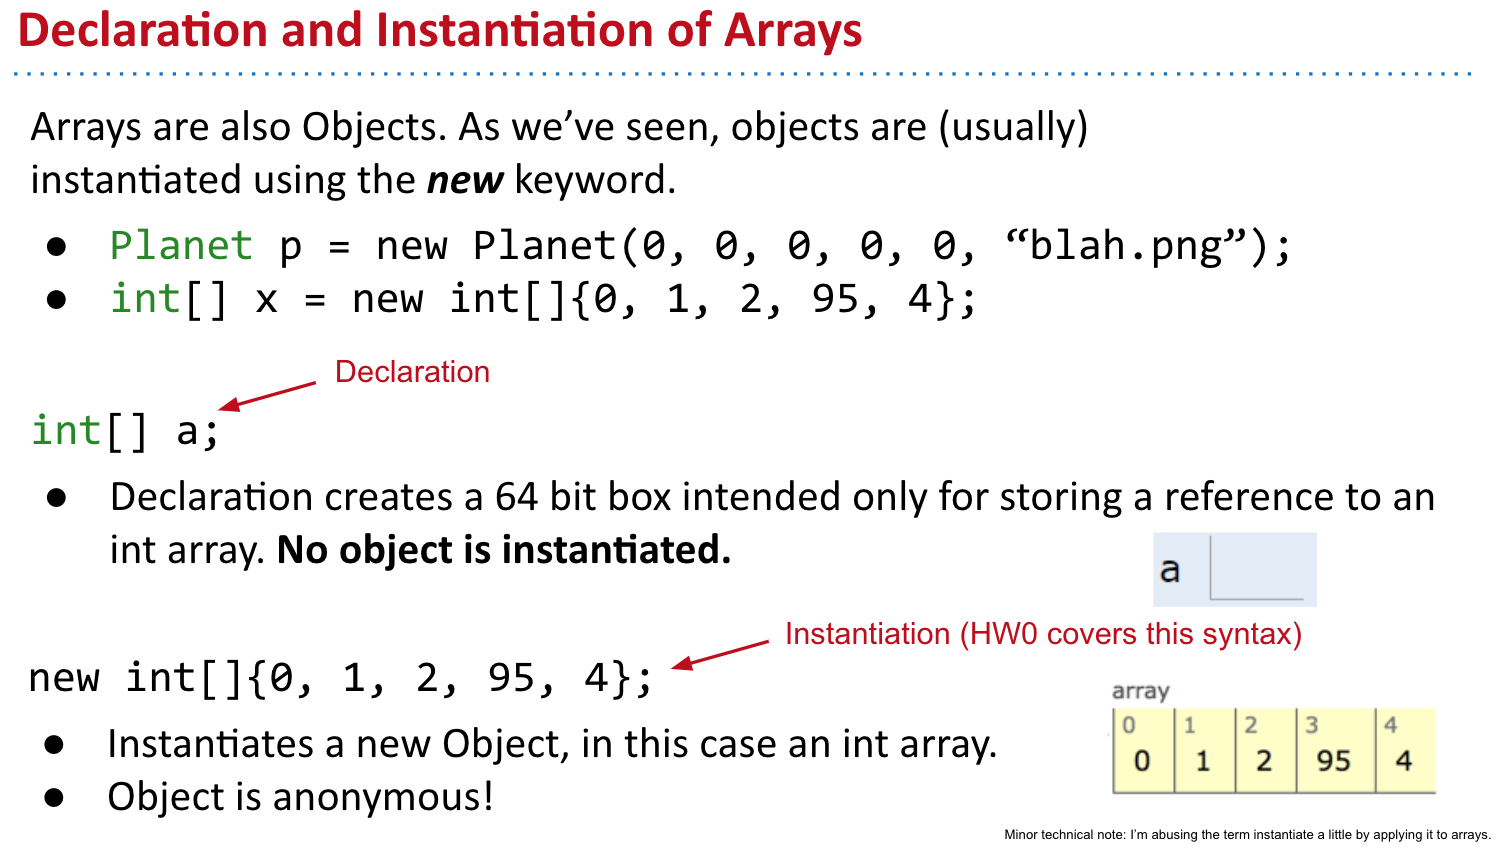 Declaration and Instantiation of Arrays
Arrays are also Objects. As we’ve seen, objects are (usually)
instantiated using the new keyword.
● Planet p = new Planet(0, 0, 0, 0, 0, “blah.png”);
● int[] x = new int[]{0, 1, 2, 95, 4};
Declaration
int[] a;
● Declaration creates a 64 bit box intended only for storing a reference to an
int array. No object is instantiated.
a
Instantiation (HW0 covers this syntax)
new int[]{0, 1, 2, 95, 4};
array
0 1 2 3 4
0 1 2 95 4
● Instantiates a new Object, in this case an int array.
● Object is anonymous!
Minor technical note: I’m abusing the term instantiate a little by applying it to arrays.